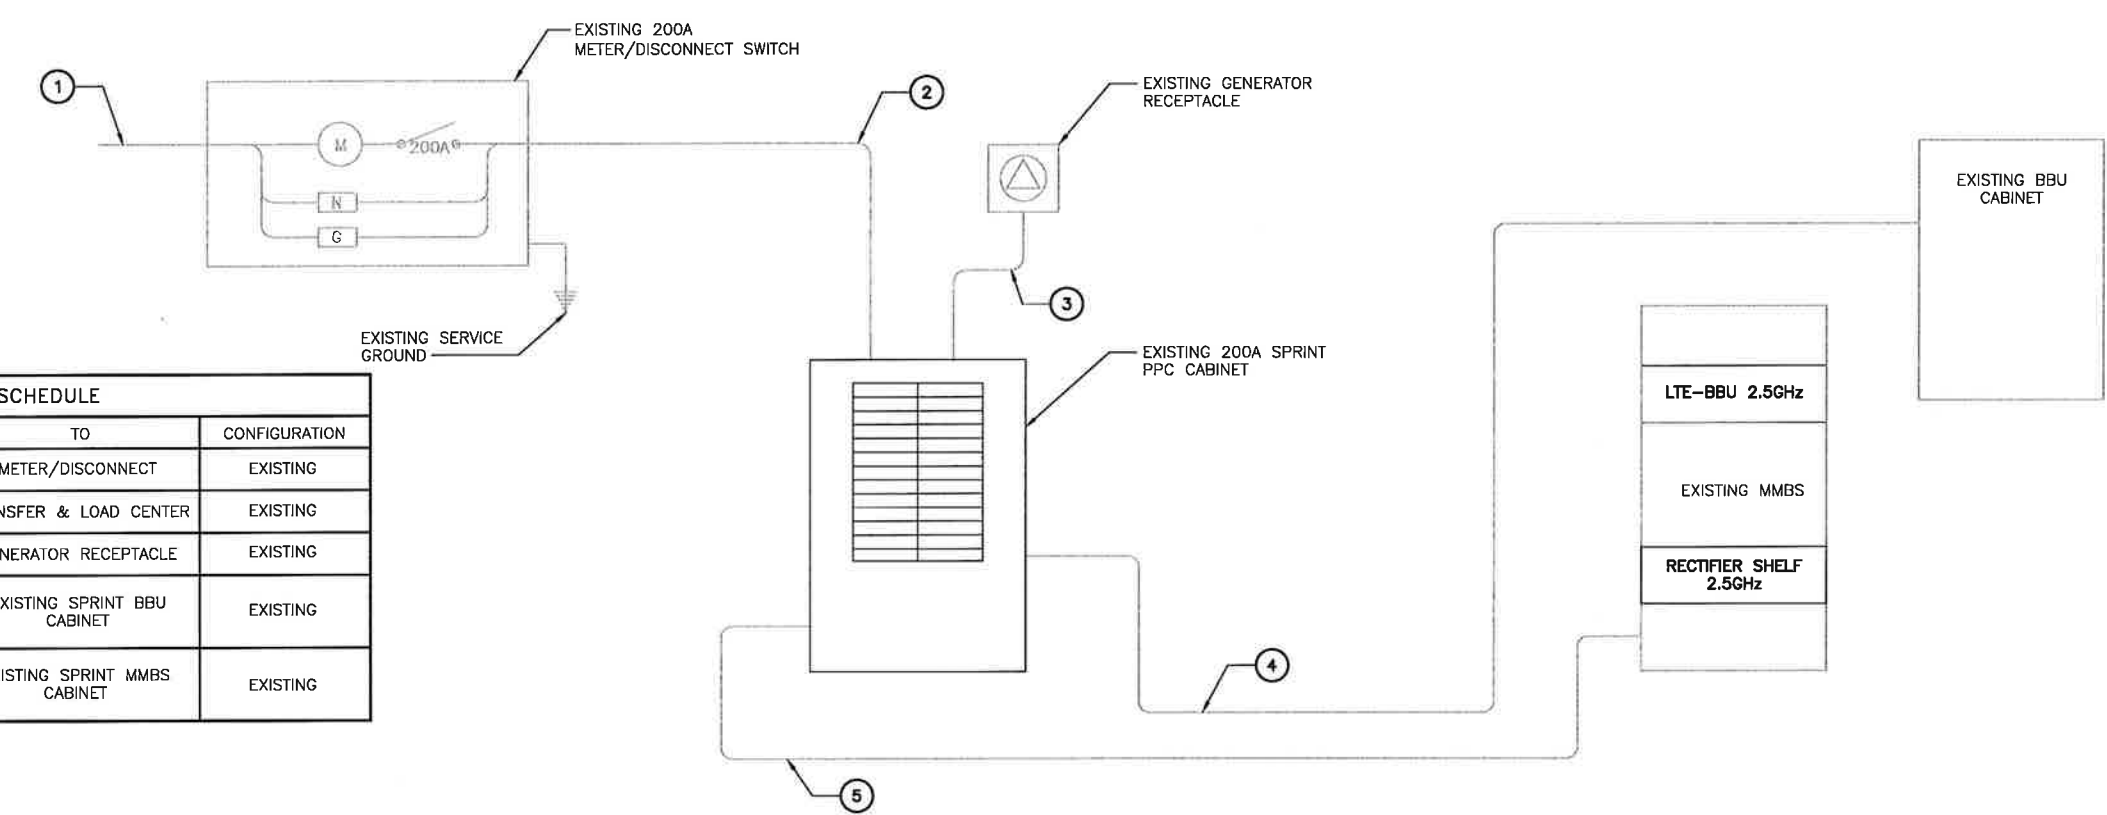 EXISTING 200A
METER/DISCONNECT SWITCH
1
2
EXISTING GENERATOR
RECEPTACLE
M
200A
N
G
EXISTING BBU
CABINET
3
EXISTING SERVICE
GROUND
EXISTING 200A SPRINT
PPC CABINET
LTE-BBU 2.5GHz
EXISTING MMBS
RECTIFIER SHELF
2.5GHz
4
5
SCHEDULE
TO
CONFIGURATION
METER/DISCONNECT
EXISTING
NSFER & LOAD CENTER
EXISTING
NERATOR RECEPTACLE
EXISTING
XISTING SPRINT BBU
CABINET
EXISTING
ISTING SPRINT MMBS
CABINET
EXISTING